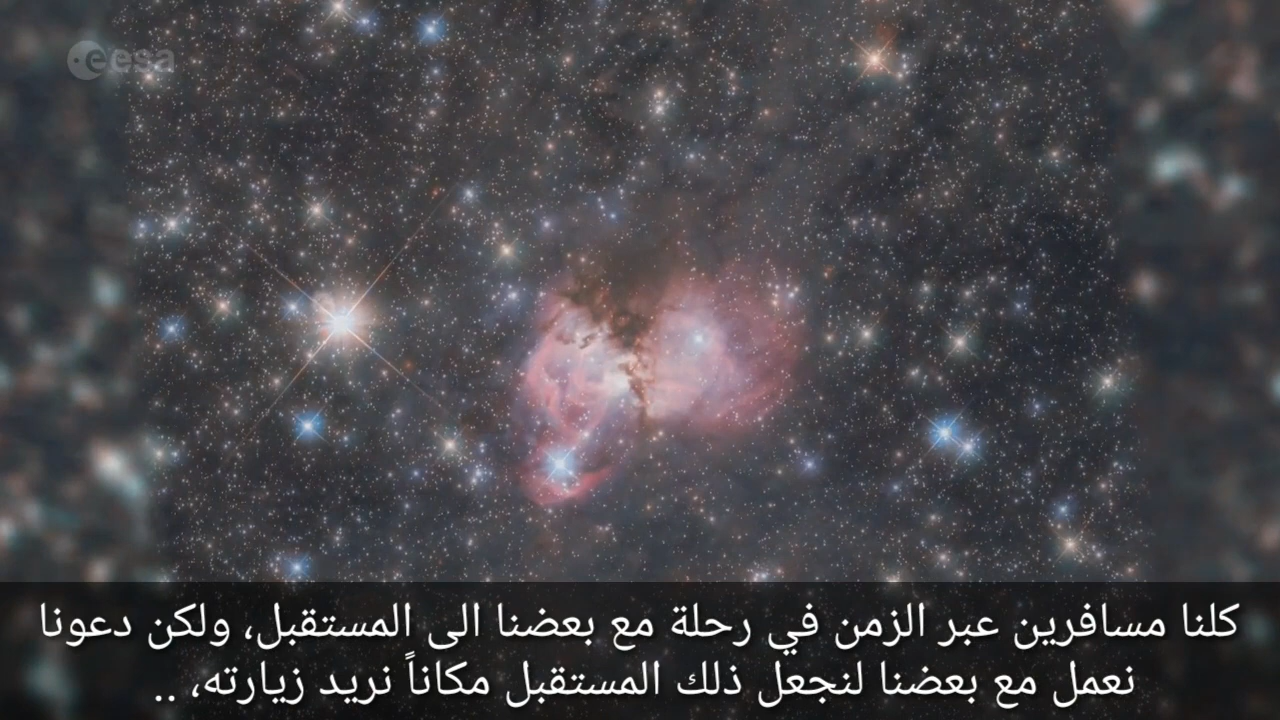 esa
كلنا مسافرين عبر الزمن في رحلة مع بعضنا الى المستقبل، ولكن دعونا
نعمل مع بعضنا لنجعل ذلك المستقبل مكاناً نريد زيارته، ..